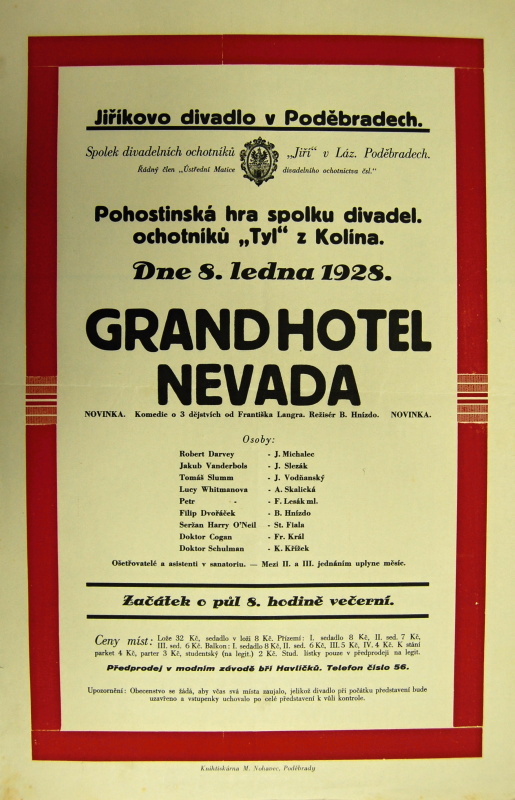 Jiříkovo divadlo v Poděbradech.
Spolek divadelních ochotníků „Jiří“ v Láz. Poděbradech.
Řádný člen „Ústřední Matice divadelního ochotnictva čsl.“
Pohostinská hra spolku divadel.
ochotníků „Tyl“ z Kolína.
Dne 8. ledna 1928.
GRANDHOTEL
NEVADA
NOVINKA. Komedie o 3 dějstvích od Františka Langra. Režisér B. Hnízdo. NOVINKA.
Osoby:
Robert Darvey - J. Michalec
Jakub Vanderbols - J. Slezák
Tomáš Slumm - J. Vodňanský
Lucy Whitmanova - A. Skalická
Petr - - F. Lesák ml.
Filip Dvořáček - B. Hnízdo
Seržan Harry O'Neil - St. Fiala
Doktor Cogan - Fr. Král
Doktor Schulman - K. Křížek
Ošetřovatelé a asistenti v sanatoriu. — Mezi II. a III. jednáním uplyne měsíc.
Začátek o půl 8. hodině večerní.
Ceny míst: Lože 32 Kč, sedadlo v loži 8 Kč. Přízemí: I. sedadlo 8 Kč, II. sed. 7 Kč,
III. sed. 6 Kč. Balkon: I. sedadlo 8 Kč, II. sed. 6 Kč, III. 5 Kč, IV. 4 Kč. K stání
parket 4 Kč, parter 3 Kč, studentský (na legit.) 2 Kč. Stud. lístky pouze v předprodeji na legit.
Předprodej v modním závodě bří Havlíčků. Telefon číslo 56.
Upozornění: Obecenstvo se žádá, aby včas svá místa zaujalo, jelikož divadlo při počátku představení bude
uzavřeno a vstupenky uchovalo po celé představení k vůli kontrole.
Knihtiskárna M. Nohovec, Poděbrady